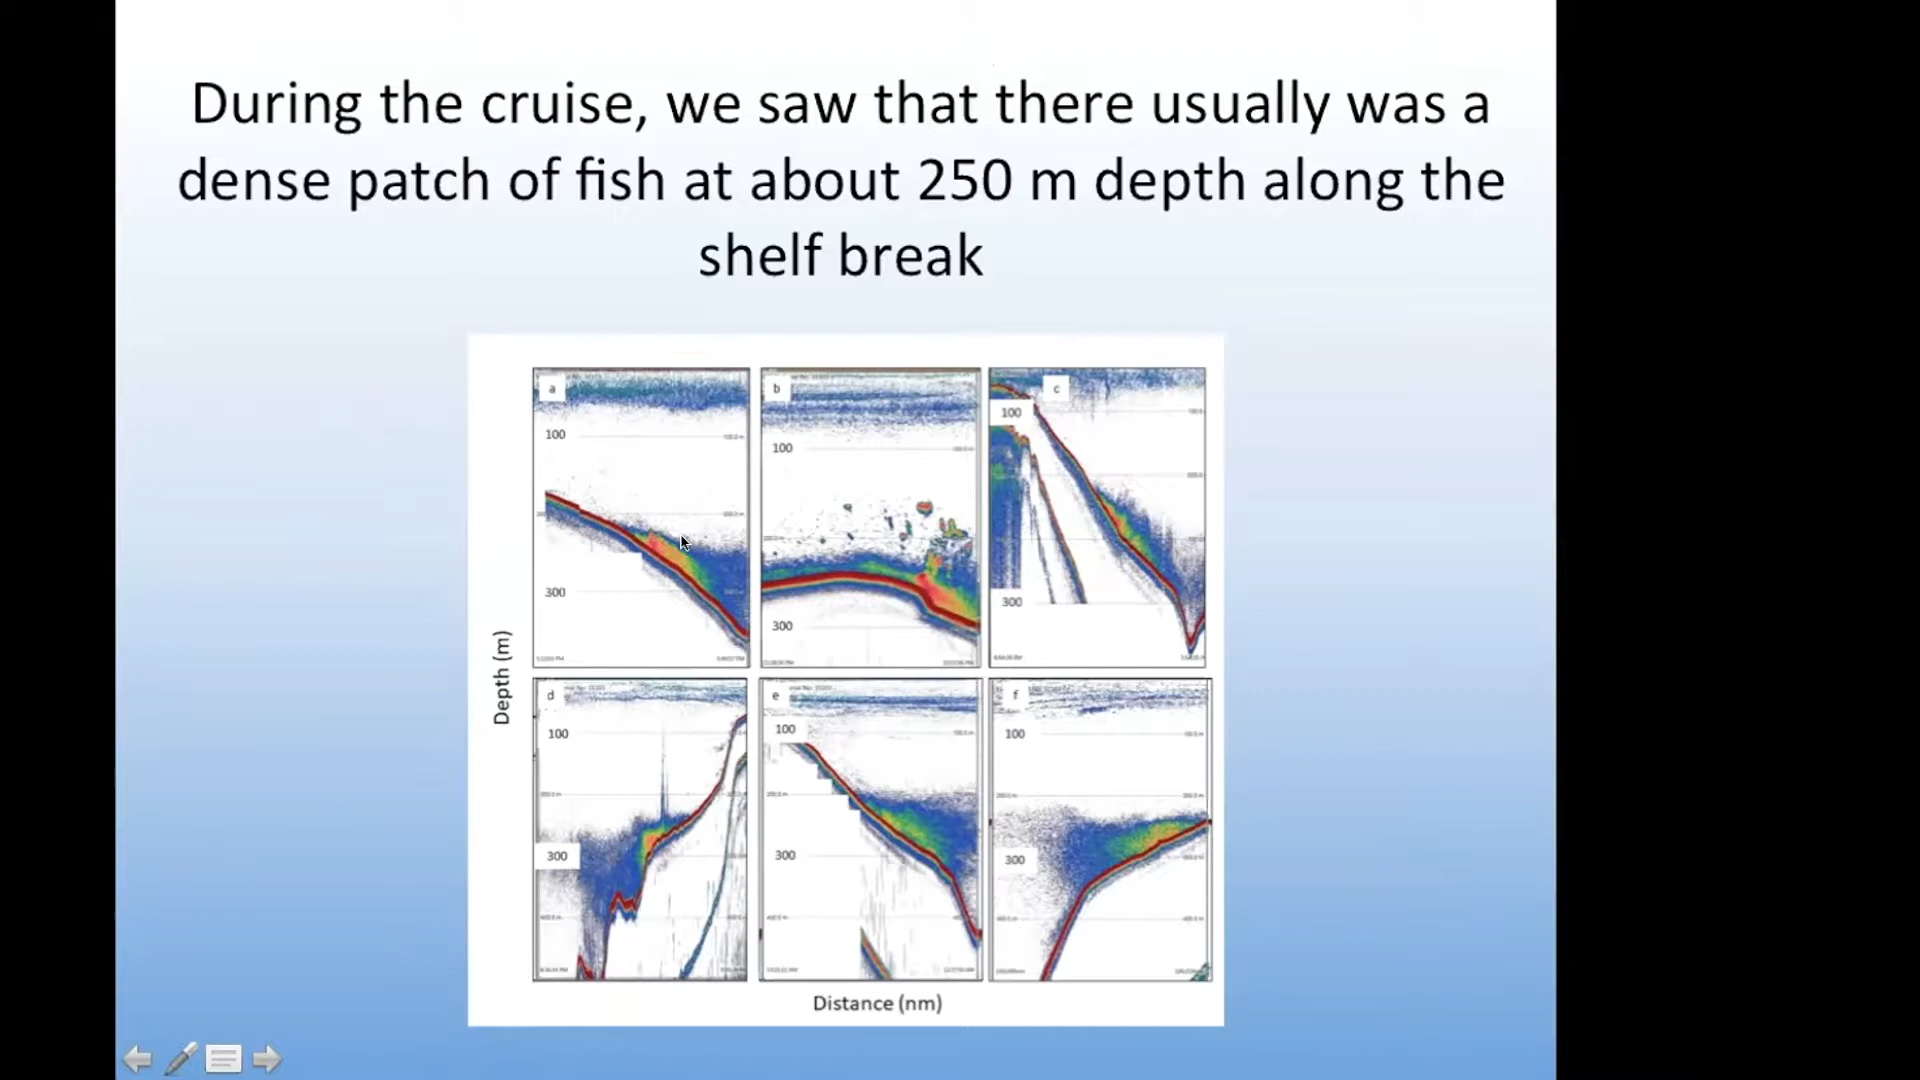 During the cruise, we saw that there usually was a
dense patch of fish at about 250 m depth along the
shelf break
a
b
c
100
100
100
300
300
300
Depth (m)
d
e
f
100
100
100
300
300
300
Distance (nm)